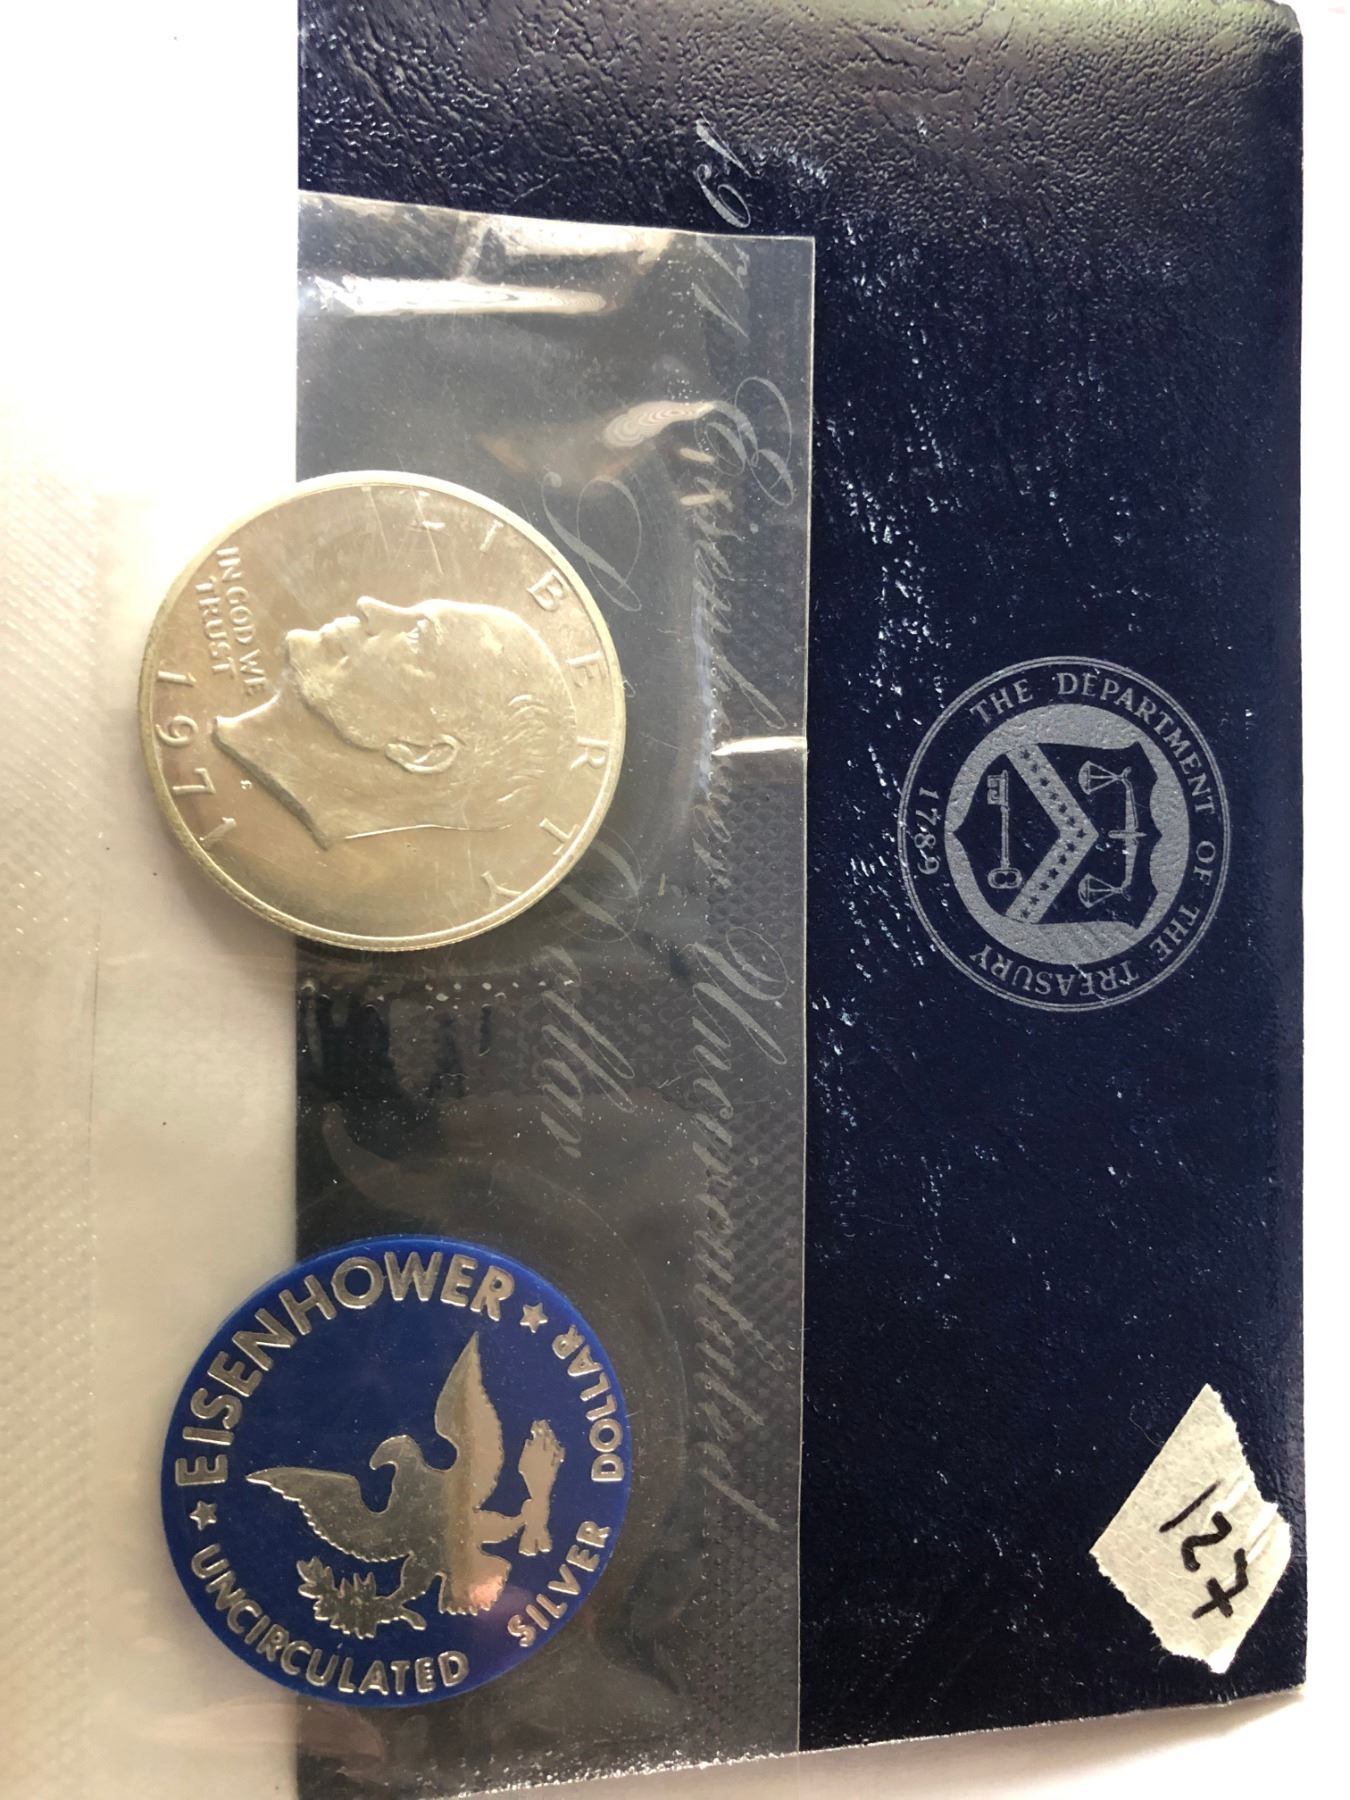 1971 Eisenhower Uncirculated
Silver Dollar
THE DEPARTMENT OF THE TREASURY
1789
LIBERTY
IN GOD WE
TRUST
S
1971
★ EISENHOWER ★
UNCIRCULATED SILVER DOLLAR
127